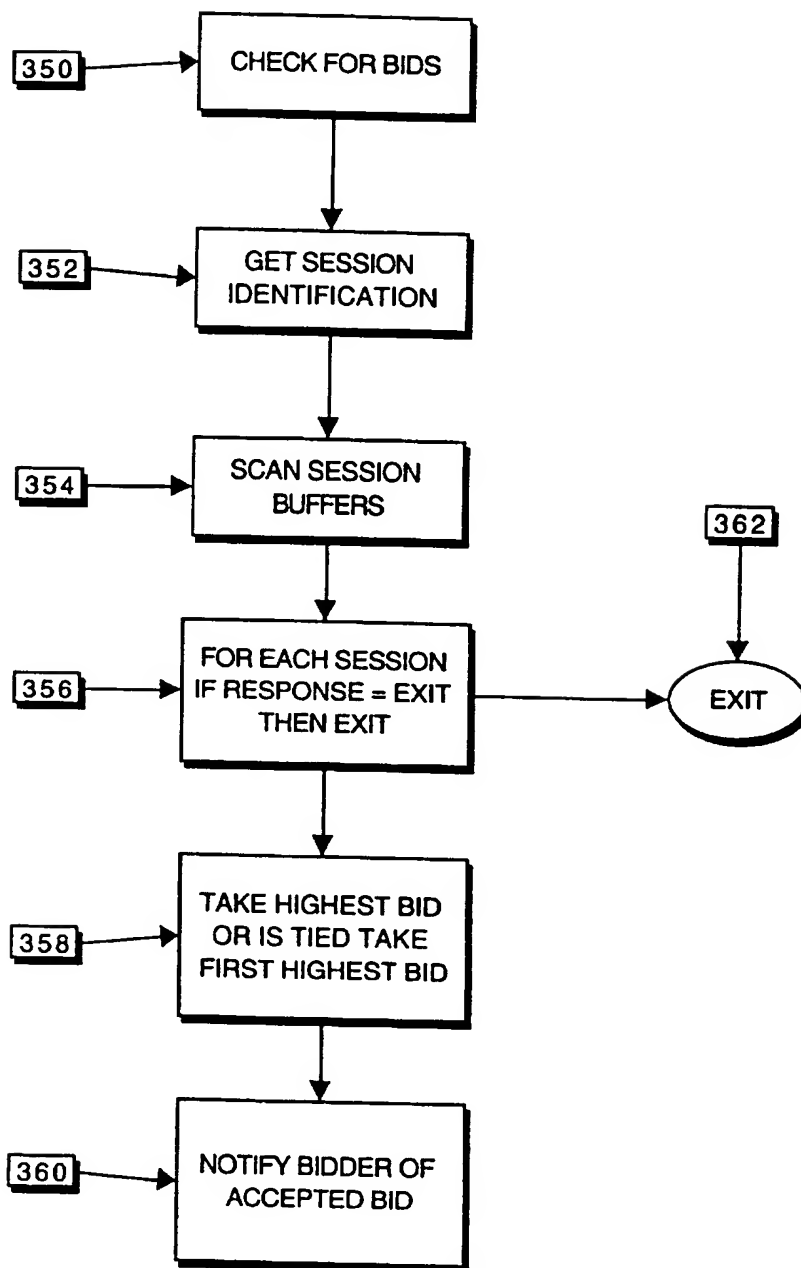 350
CHECK FOR BIDS
352
GET SESSION
IDENTIFICATION
354
SCAN SESSION
BUFFERS
362
356
FOR EACH SESSION
IF RESPONSE = EXIT
THEN EXIT
EXIT
358
TAKE HIGHEST BID
OR IS TIED TAKE
FIRST HIGHEST BID
360
NOTIFY BIDDER OF
ACCEPTED BID